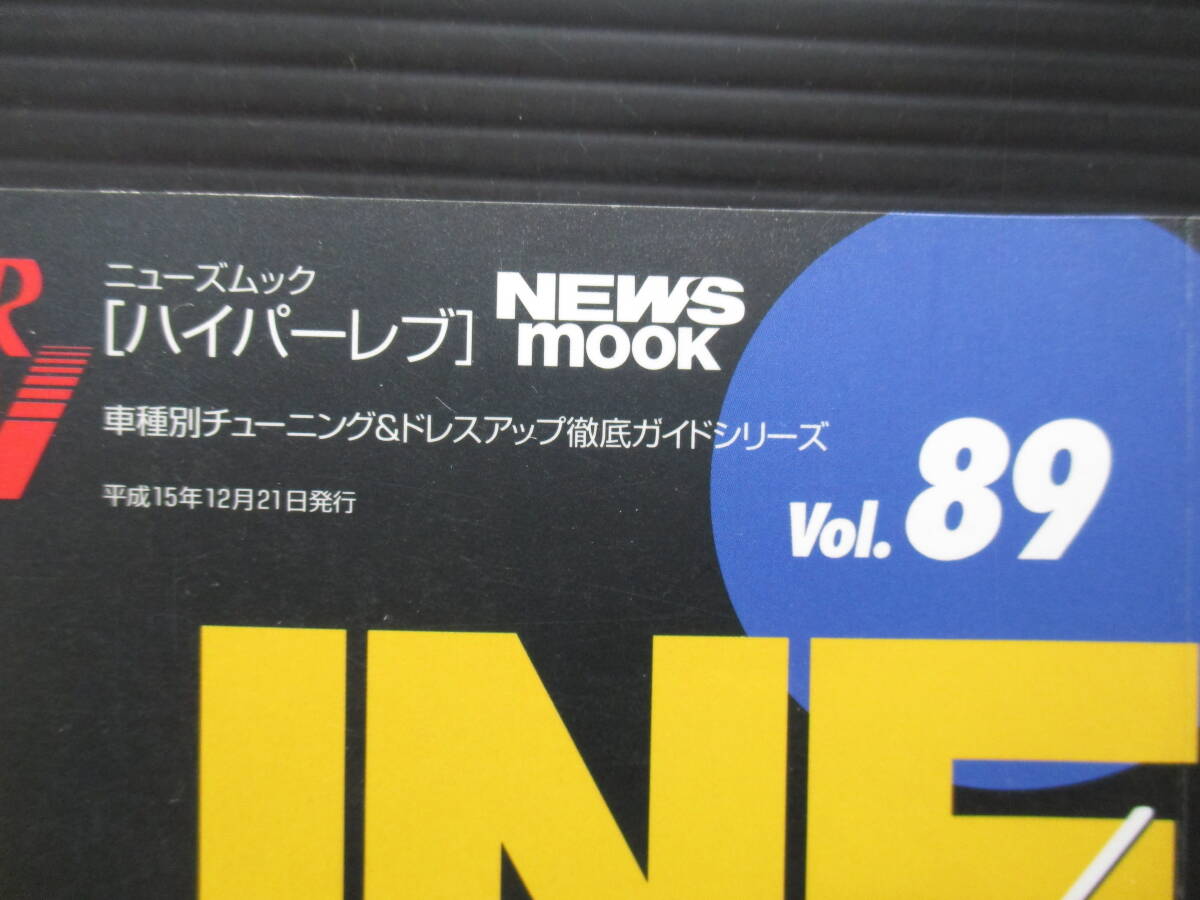 R
ニューズムック
[ハイパーレブ]
NEWS
mook
車種別チューニング&ドレスアップ徹底ガイドシリーズ
平成15年12月21日発行
Vol. 89
INE